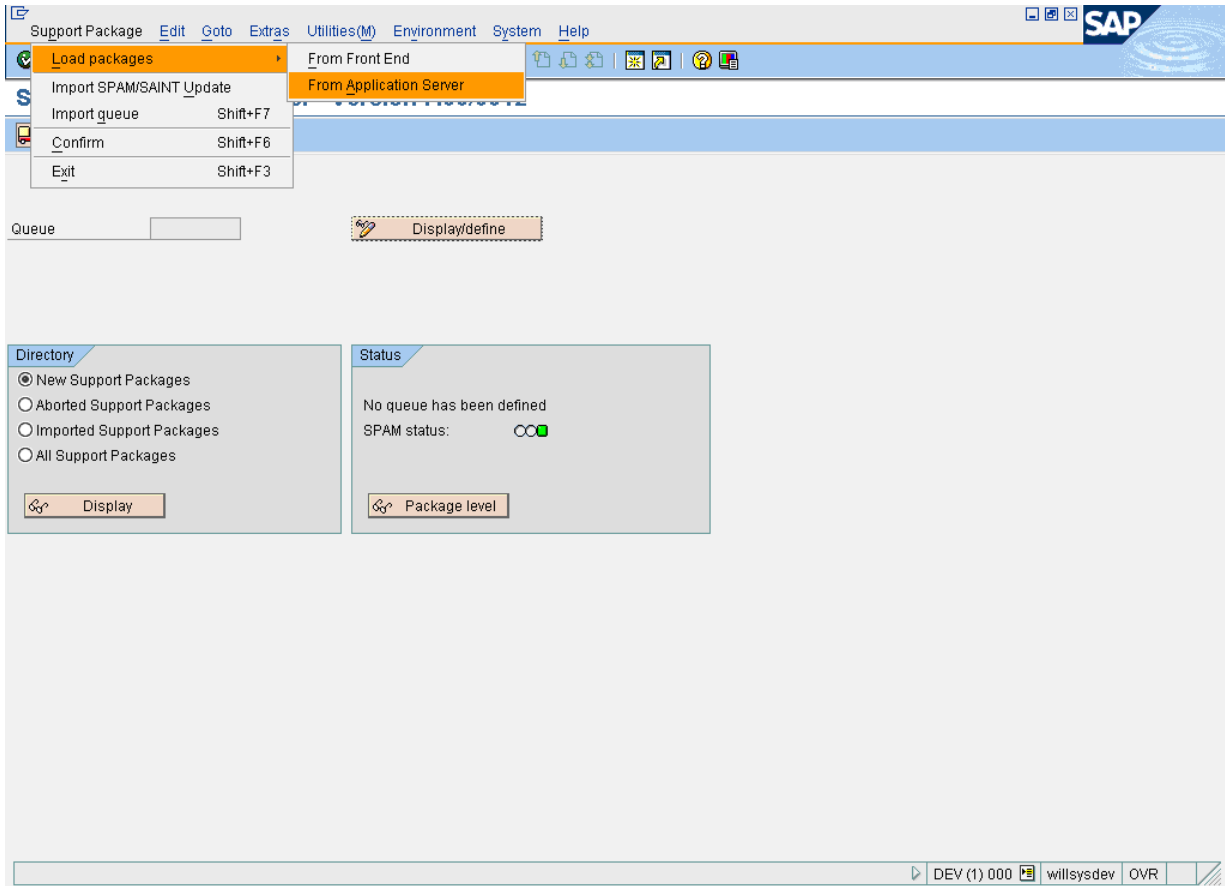 Support Package Edit Goto Extras Utilities(M) Environment System Help
SAP
Load packages
From Front End
From Application Server
Import SPAM/SAINT Update
Import queue Shift+F7
Confirm Shift+F6
Exit Shift+F3
Queue
Display/define
Directory
New Support Packages
Aborted Support Packages
Imported Support Packages
All Support Packages
Display
Status
No queue has been defined
SPAM status:
Package level
DEV (1) 000 willsysdev OVR